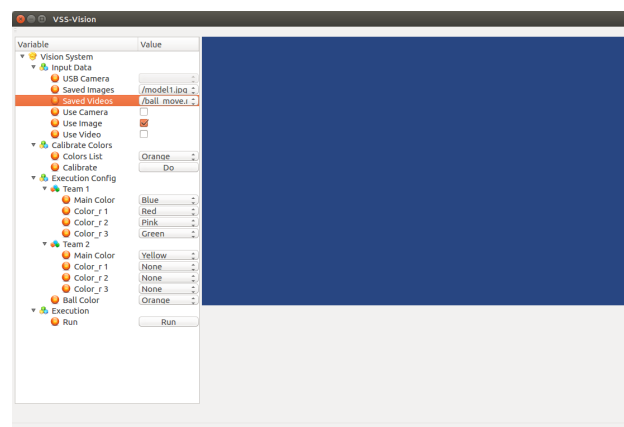 VSS-Vision
Variable Value
Vision System
Input Data
USB Camera
Saved Images /model1.jpg
Saved Videos /ball_move.
Use Camera
Use Image
Use Video
Calibrate Colors
Colors List Orange
Calibrate Do
Execution Config
Team 1
Main Color Blue
Color_r 1 Red
Color_r 2 Pink
Color_r 3 Green
Team 2
Main Color Yellow
Color_r 1 None
Color_r 2 None
Color_r 3 None
Ball Color Orange
Execution
Run Run